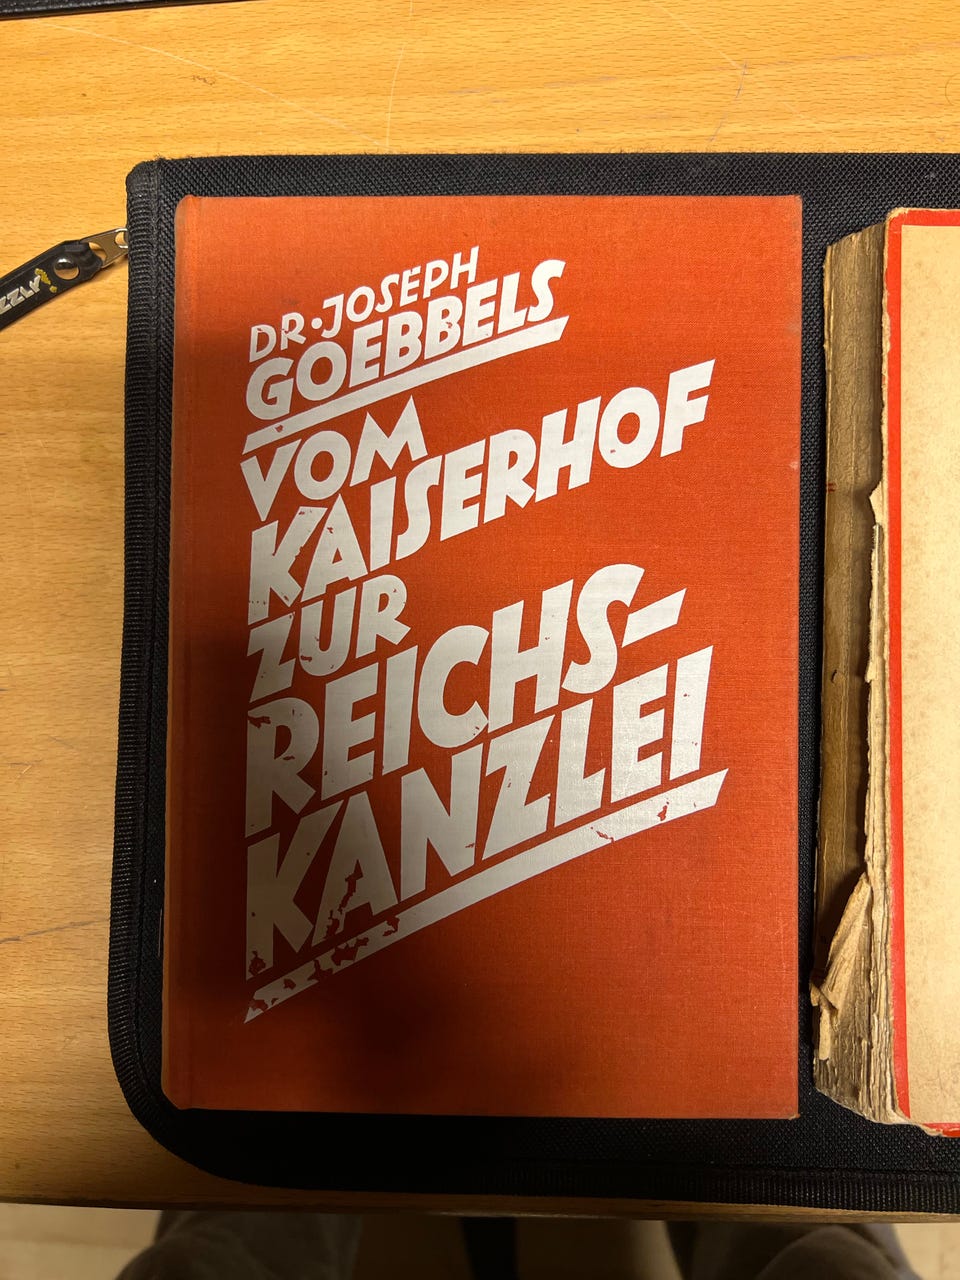 DR·JOSEPH
GOEBBELS
VOM
KAISERHOF
ZUR
REICHS-
KANZLEI